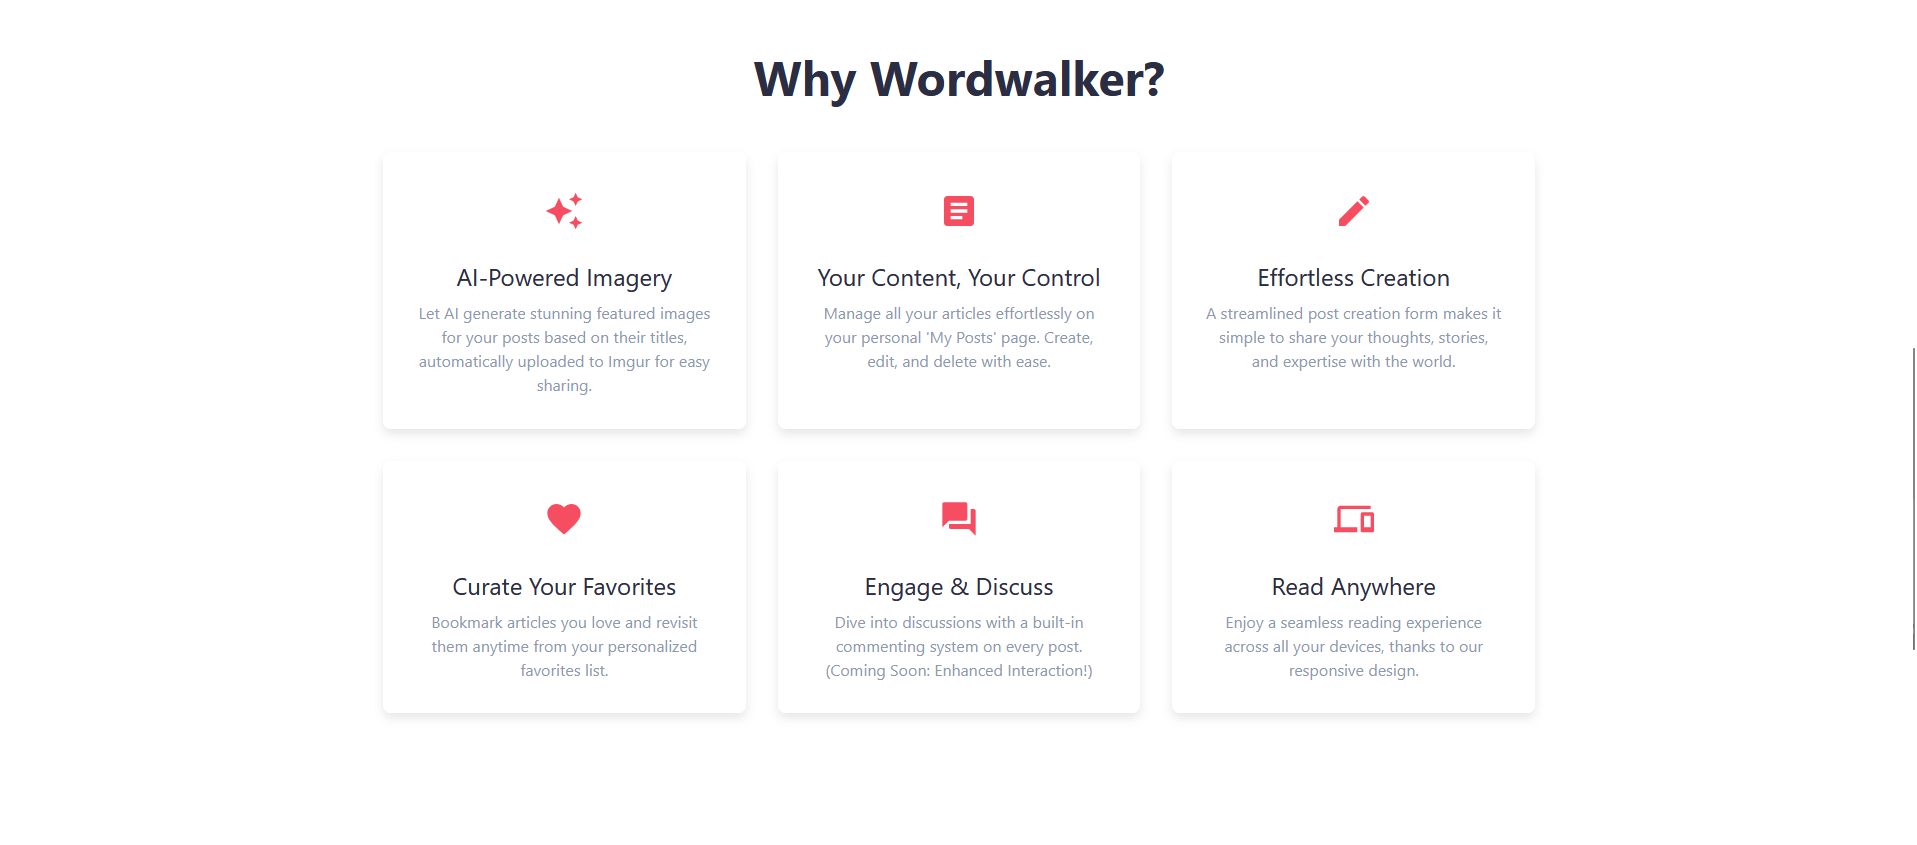 Why Wordwalker?
AI-Powered Imagery
Let AI generate stunning featured images
for your posts based on their titles,
automatically uploaded to Imgur for easy
sharing.
Your Content, Your Control
Manage all your articles effortlessly on
your personal 'My Posts' page. Create,
edit, and delete with ease.
Effortless Creation
A streamlined post creation form makes it
simple to share your thoughts, stories,
and expertise with the world.
Curate Your Favorites
Bookmark articles you love and revisit
them anytime from your personalized
favorites list.
Engage & Discuss
Dive into discussions with a built-in
commenting system on every post.
(Coming Soon: Enhanced Interaction!)
Read Anywhere
Enjoy a seamless reading experience
across all your devices, thanks to our
responsive design.